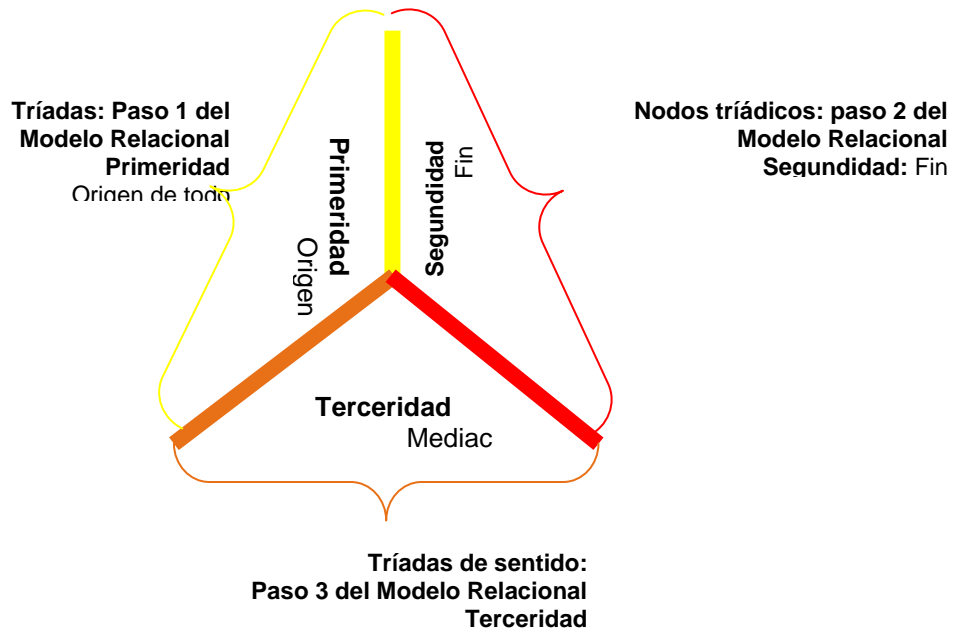 Tríadas: Paso 1 del
Modelo Relacional
Primeridad
Origen de todo
Nodos tríádicos: paso 2 del
Modelo Relacional
Segundidad: Fin
Primeridad
Origen
Segundidad
Fin
Terceridad
Mediac
Tríadas de sentido:
Paso 3 del Modelo Relacional
Terceridad